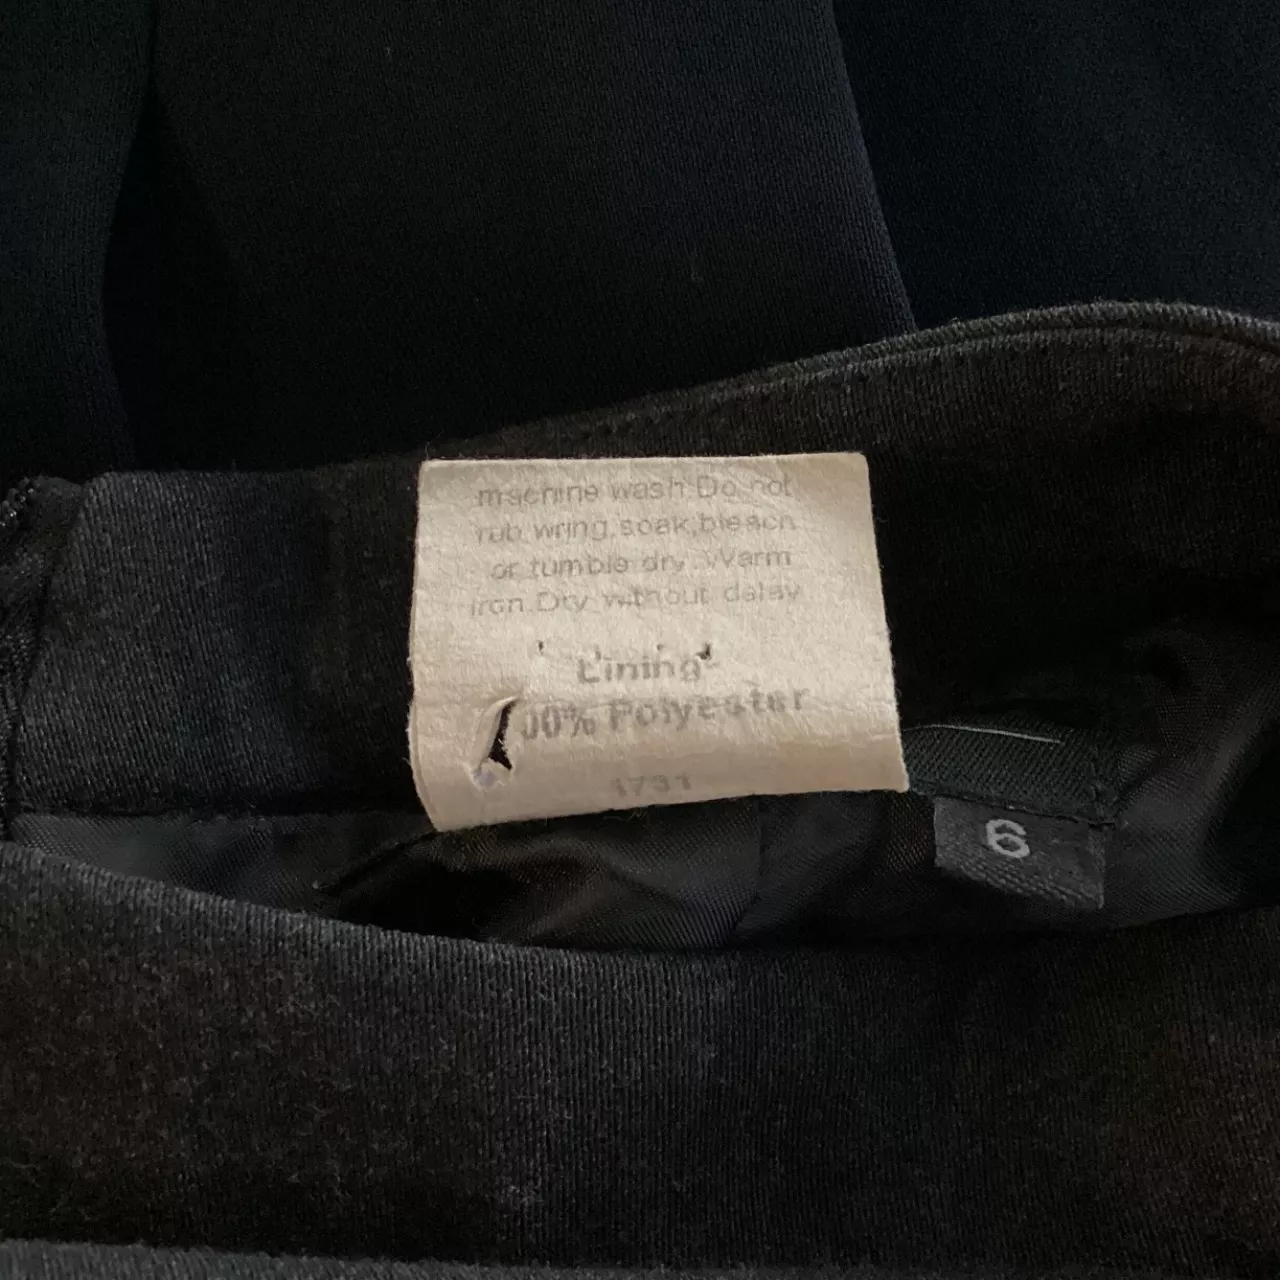 machine wash.Do not
rub,wring,soak,bleach
or tumble dry. Warm
iron.Dry without delay
Lining-
00% Polyester
1731
6